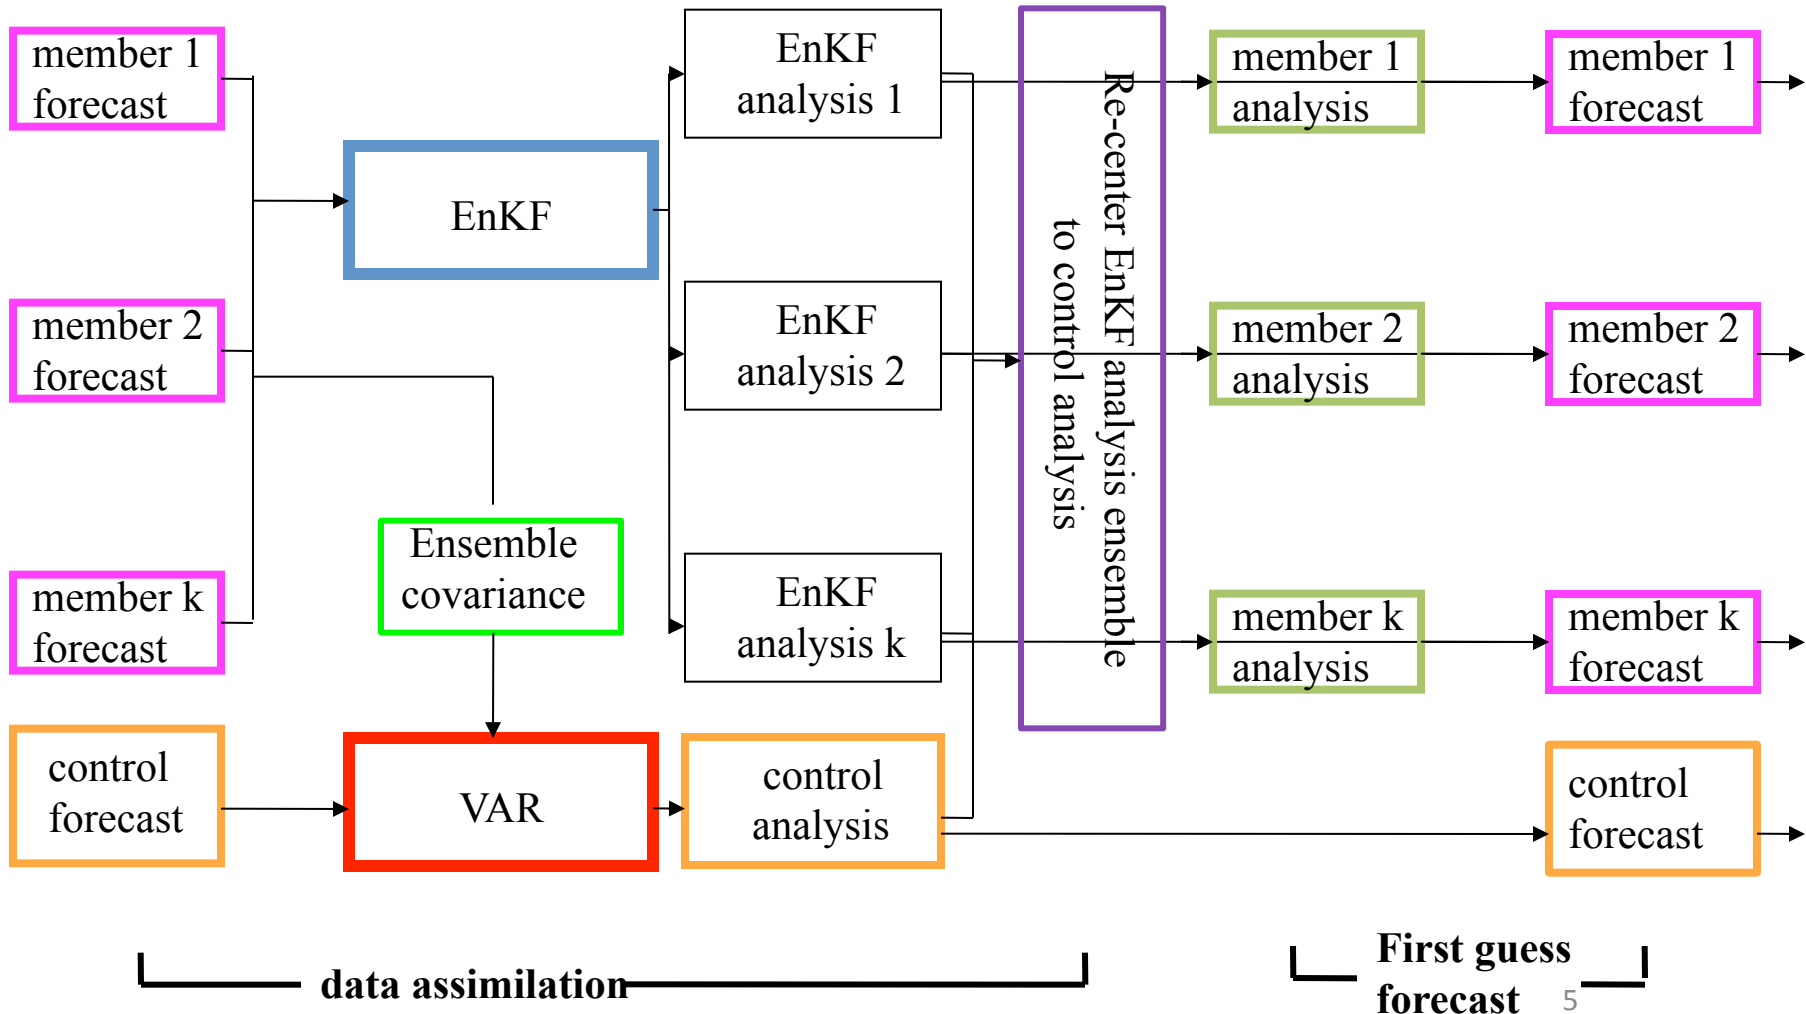 member 1
forecast
member 2
forecast
member k
forecast
control
forecast
EnKF
Ensemble
covariance
VAR
EnKF
analysis 1
EnKF
analysis 2
EnKF
analysis k
control
analysis
Re-center EnKF analysis ensemble
to control analysis
member 1
analysis
member 2
analysis
member k
analysis
member 1
forecast
member 2
forecast
member k
forecast
control
forecast
data assimilation
First guess
forecast
5